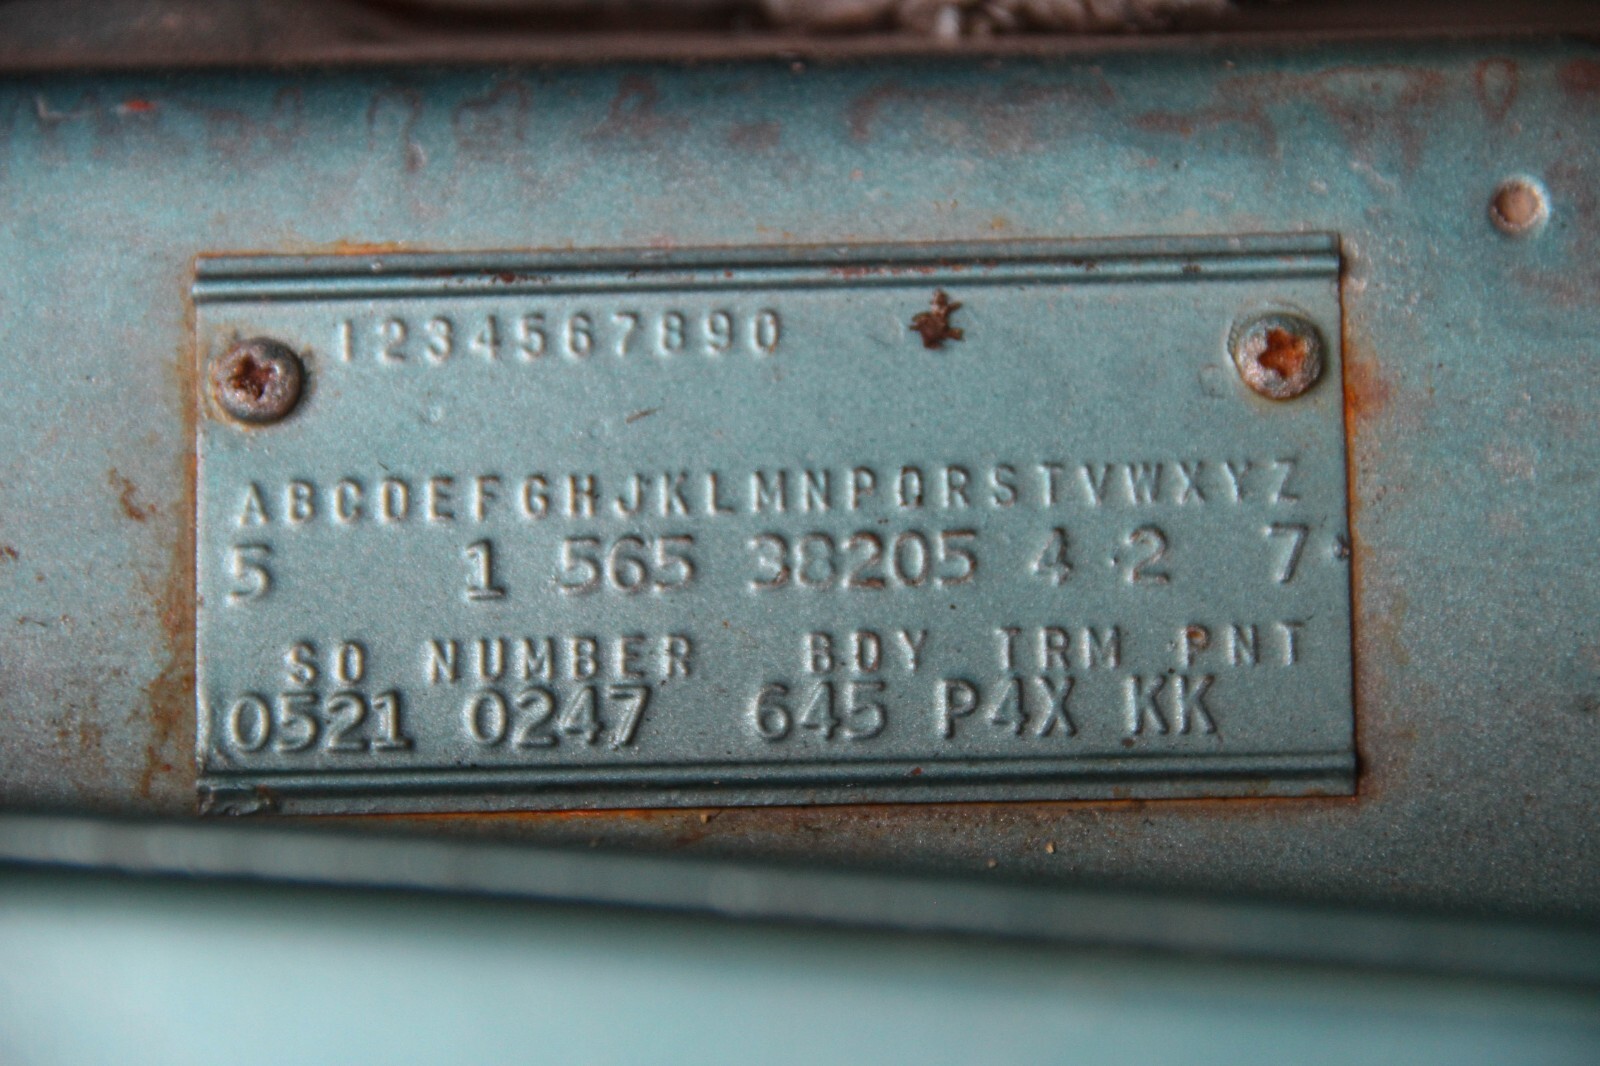 1234567890
ABCDEFGHJKLMNPQRSTVWXYZ
5 1 565 38205 4 2 7
SO NUMBER BDY TRM PNT
0521 0247 645 P4X KK